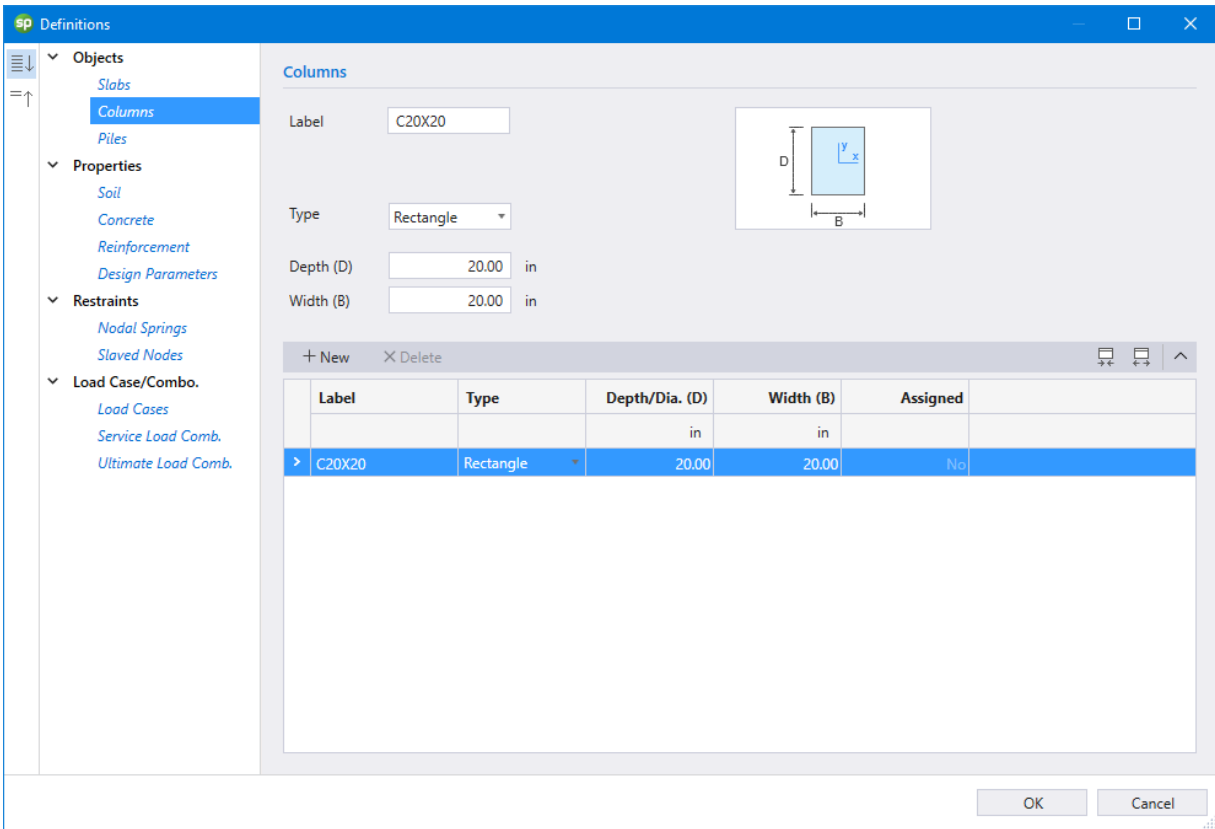 sp Definitions
Objects
Slabs
Columns
Piles
Properties
Soil
Concrete
Reinforcement
Design Parameters
Restraints
Nodal Springs
Slaved Nodes
Load Case/Combo.
Load Cases
Service Load Comb.
Ultimate Load Comb.
Columns
Label C20X20
Type Rectangle
Depth (D) 20.00 in
Width (B) 20.00 in
D
y
x
B
New Delete
Label Type Depth/Dia. (D) Width (B) Assigned
in in
C20X20 Rectangle 20.00 20.00 No
OK Cancel